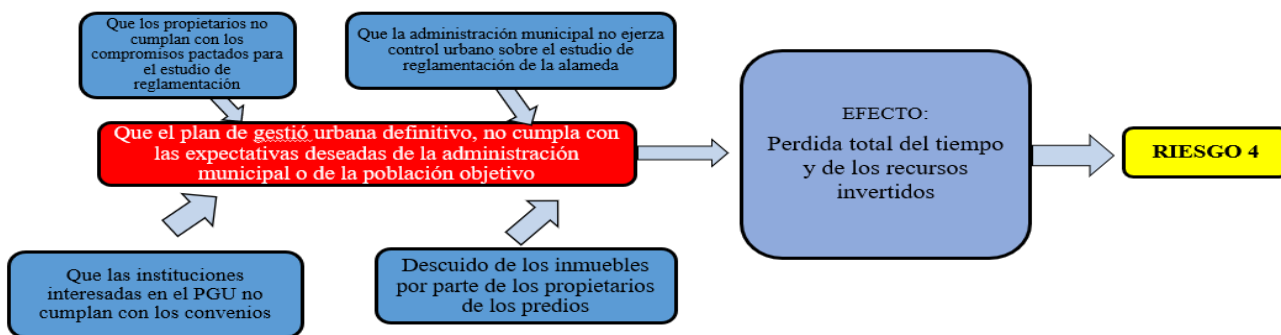 Que los propietarios no
cumplan con los
compromisos pactados para
el estudio de
reglamentación
Que la administración municipal no ejerza
control urbano sobre el estudio de
reglamentación de la alameda
Que el plan de gestió urbana definitivo, no cumpla con
las expectativas deseadas de la administración
municipal o de la población objetivo
Que las instituciones
interesadas en el PGU no
cumplan con los convenios
Descuido de los inmuebles
por parte de los propietarios
de los predios
EFECTO:
Perdida total del tiempo
y de los recursos
invertidos
RIESGO 4